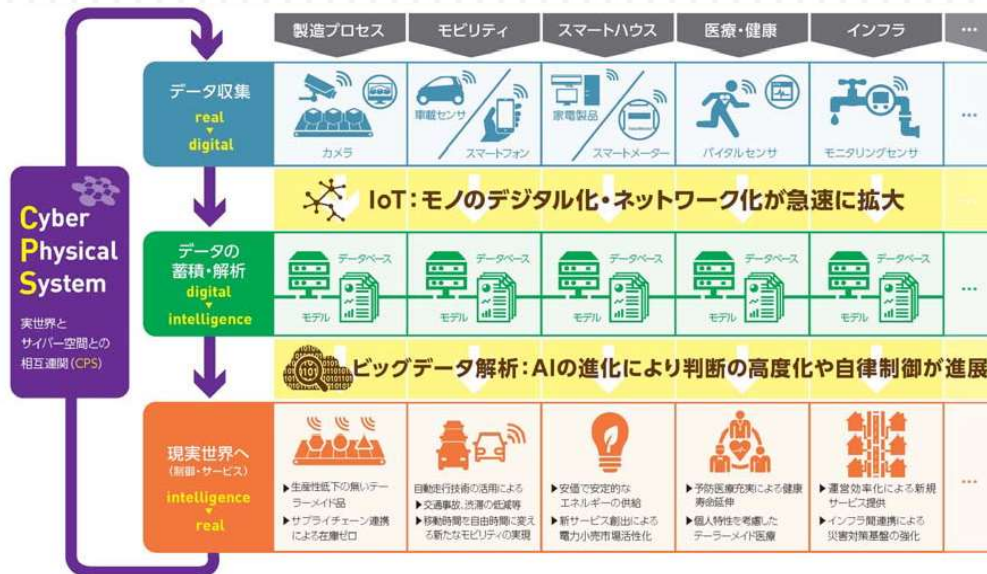 製造プロセス
モビリティ
スマートハウス
医療・健康
インフラ
…
データ収集
real
digital
カメラ
車載センサ
スマートフォン
家電製品
スマートメーター
バイタルセンサ
モニタリングセンサ
…
IoT：モノのデジタル化・ネットワーク化が急速に拡大
…
Cyber
Physical
System
実世界と
サイバー空間との
相互連関(CPS)
データの
蓄積・解析
digital
intelligence
データベース
モデル
データベース
モデル
データベース
モデル
データベース
モデル
データベース
モデル
…
101
ビッグデータ解析：AIの進化により判断の高度化や自律制御が進展
現実世界へ
(制御・サービス)
intelligence
real
▶生産性低下の無いテー
ラーメイド品
▶サプライチェーン連携
による在庫ゼロ
自動走行技術の活用による
▶交通事故、渋滞の低減等
▶移動時間を自由時間に変え
る新たなモビリティの実現
▶安価で安定的な
エネルギーの供給
▶新サービス創出による
電力小売市場活性化
▶予防医療充実による健康
寿命延伸
▶個人特性を考慮した
テーラーメイド医療
▶運営効率化による新規
サービス提供
▶インフラ間連携による
災害対策基盤の強化
…